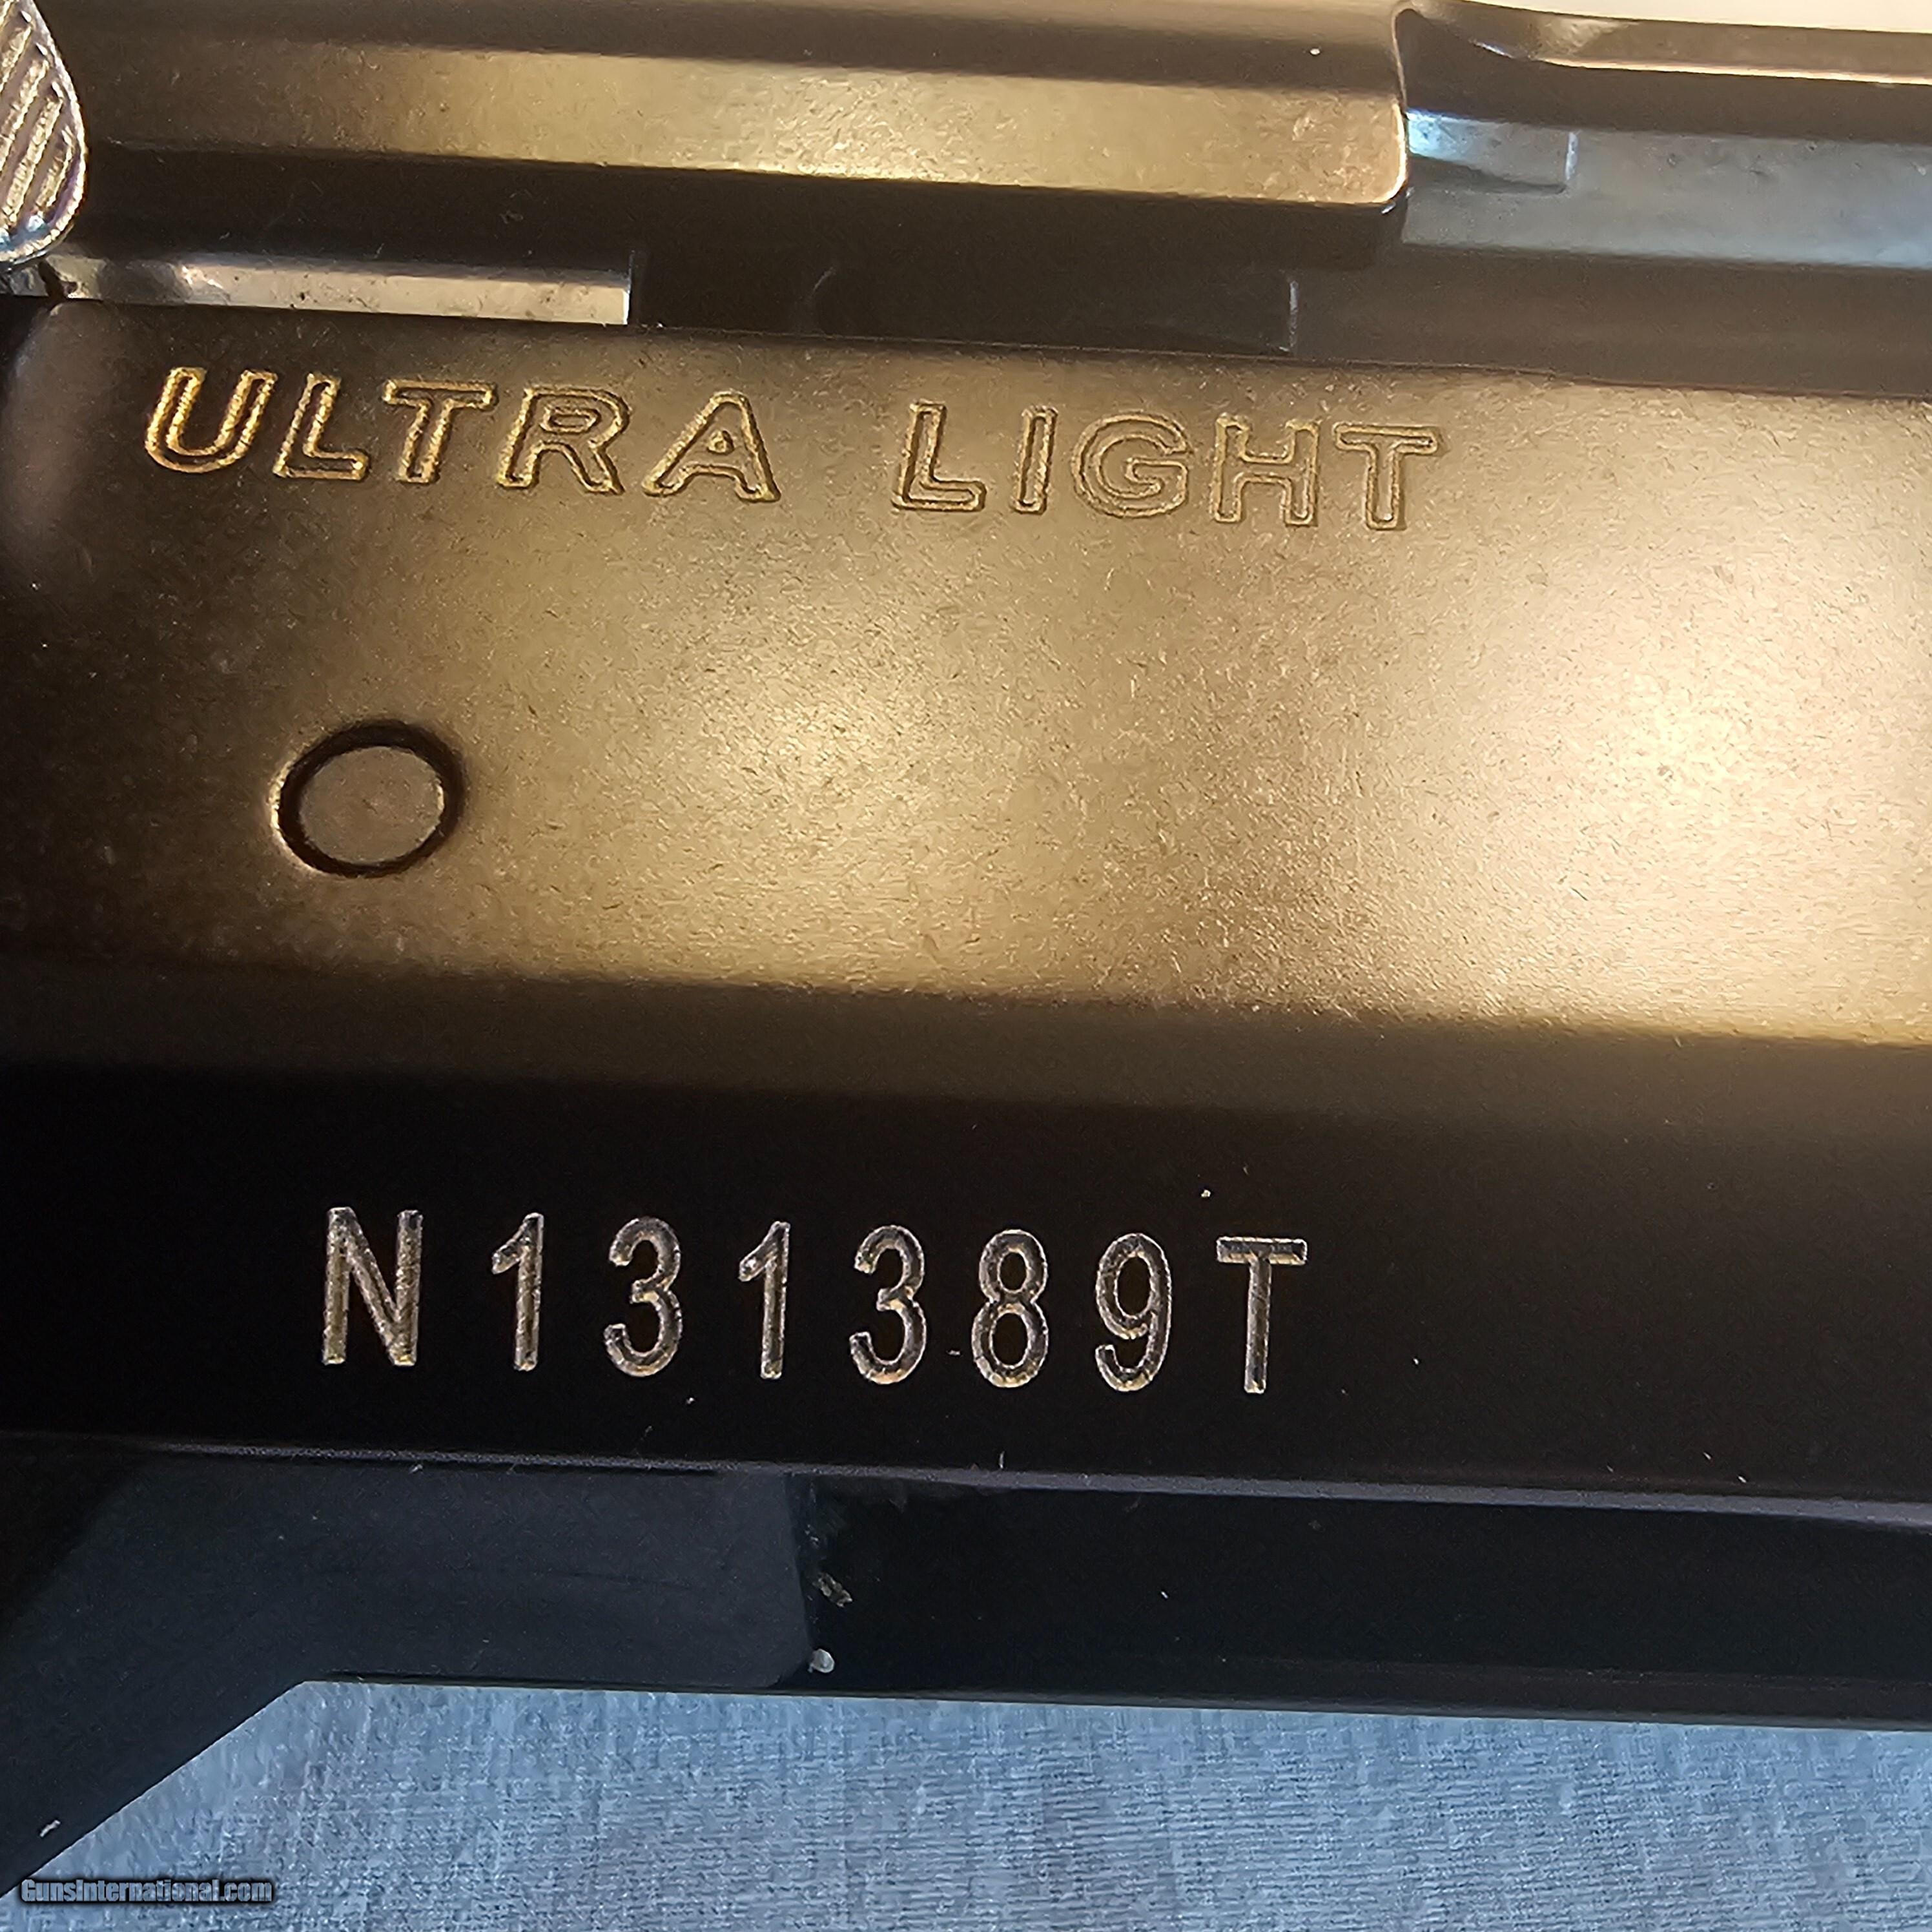 ULTRA LIGHT
N131389T
GunsInternational.com